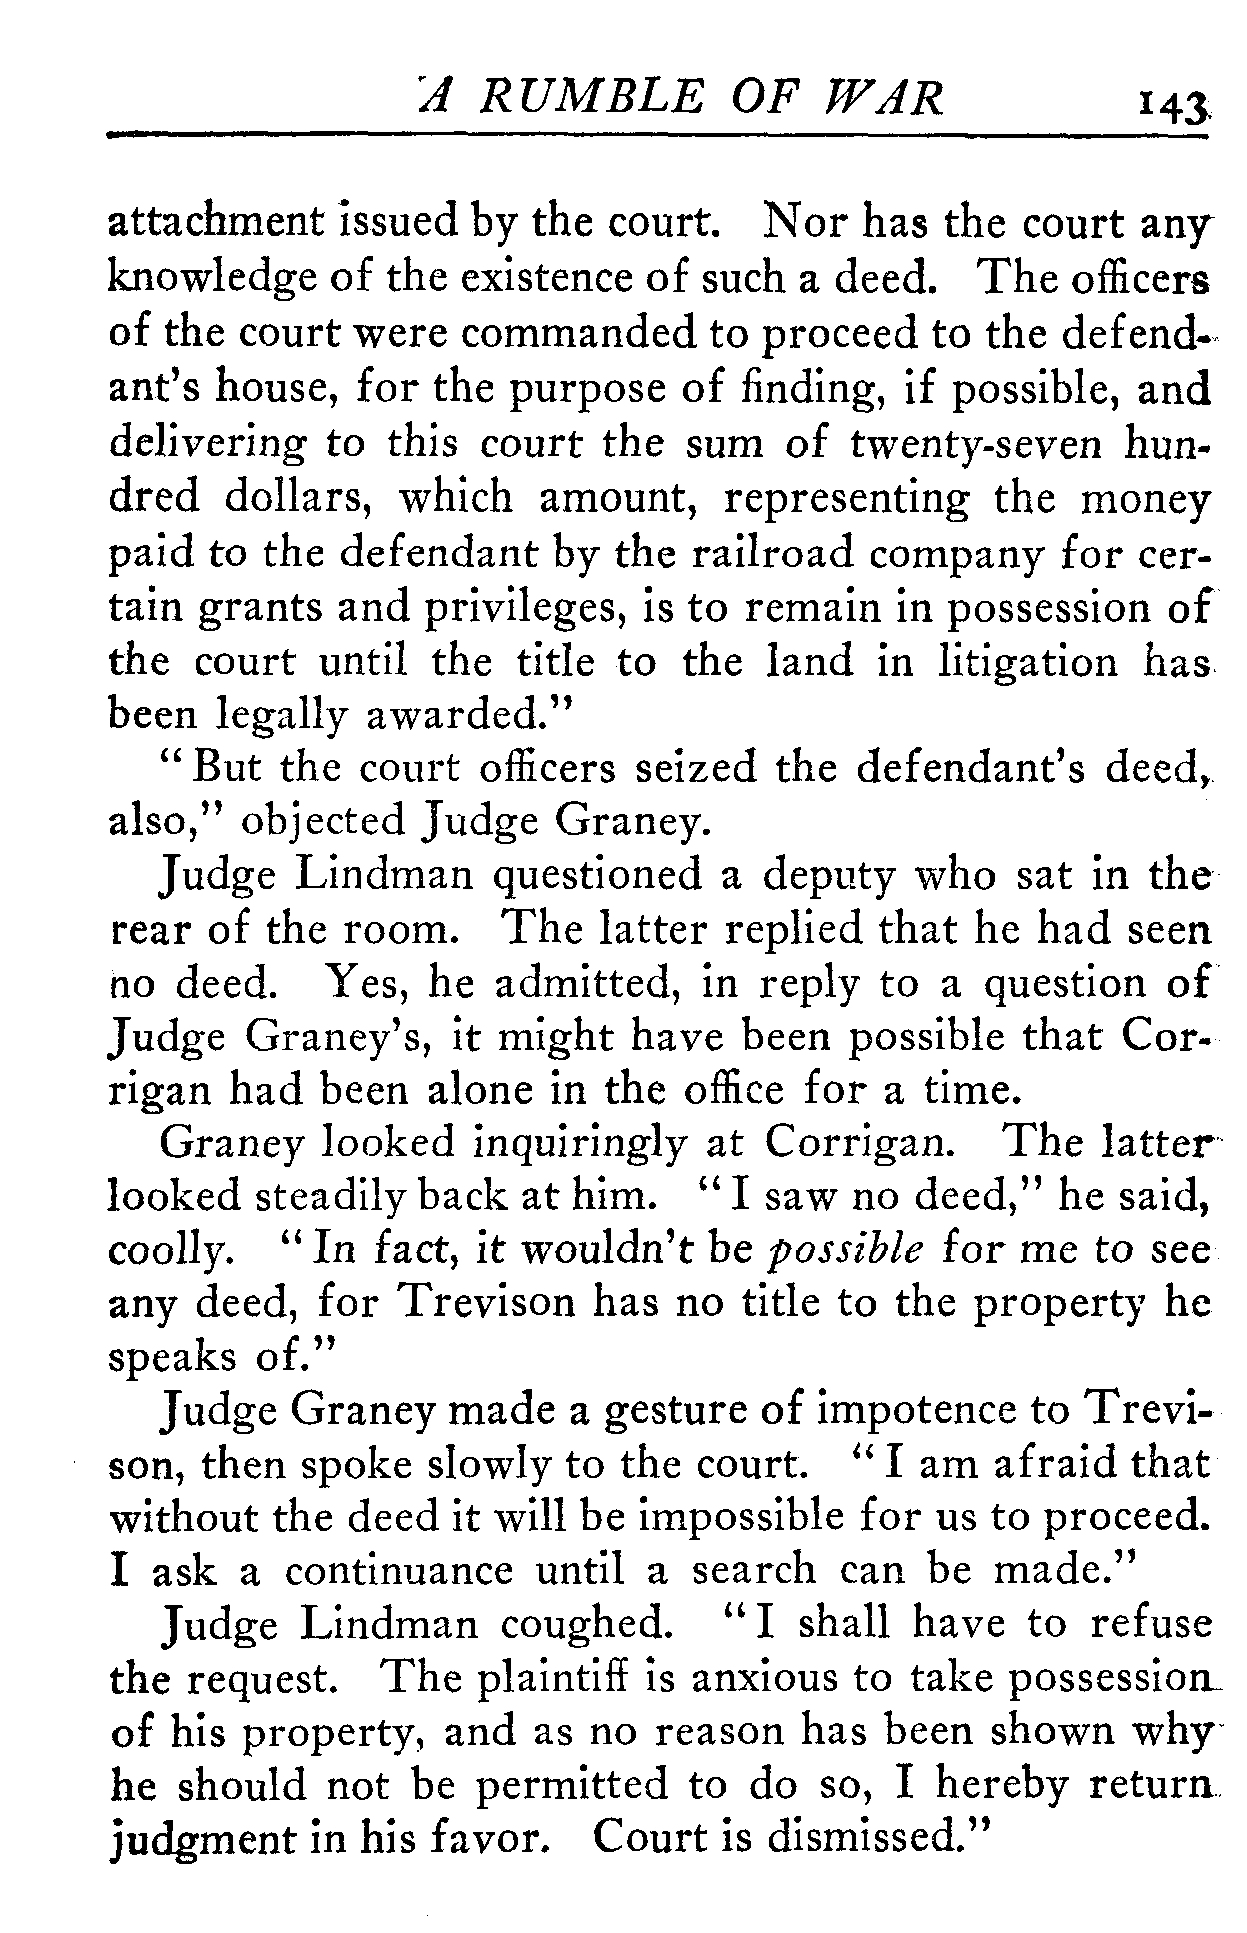 A RUMBLE OF WAR 143
attachment issued by the court. Nor has the court any
knowledge of the existence of such a deed. The officers
of the court were commanded to proceed to the defend-
ant's house, for the purpose of finding, if possible, and
delivering to this court the sum of twenty-seven hun-
dred dollars, which amount, representing the money
paid to the defendant by the railroad company for cer-
tain grants and privileges, is to remain in possession of
the court until the title to the land in litigation has
been legally awarded."
"But the court officers seized the defendant's deed,
also," objected Judge Graney.
Judge Lindman questioned a deputy who sat in the
rear of the room. The latter replied that he had seen
no deed. Yes, he admitted, in reply to a question of
Judge Graney's, it might have been possible that Cor-
rigan had been alone in the office for a time.
Graney looked inquiringly at Corrigan. The latter
looked steadily back at him. "I saw no deed," he said,
coolly. "In fact, it wouldn't be possible for me to see
any deed, for Trevison has no title to the property he
speaks of."
Judge Graney made a gesture of impotence to Trevi-
son, then spoke slowly to the court. "I am afraid that
without the deed it will be impossible for us to proceed.
I ask a continuance until a search can be made."
Judge Lindman coughed. "I shall have to refuse
the request. The plaintiff is anxious to take possession
of his property, and as no reason has been shown why
he should not be permitted to do so, I hereby return
judgment in his favor. Court is dismissed."